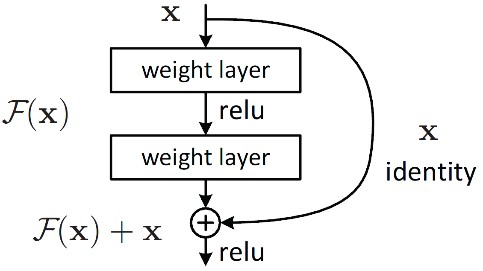 x
weight layer
relu
F(x)
weight layer
x
identity
F(x) + x
relu